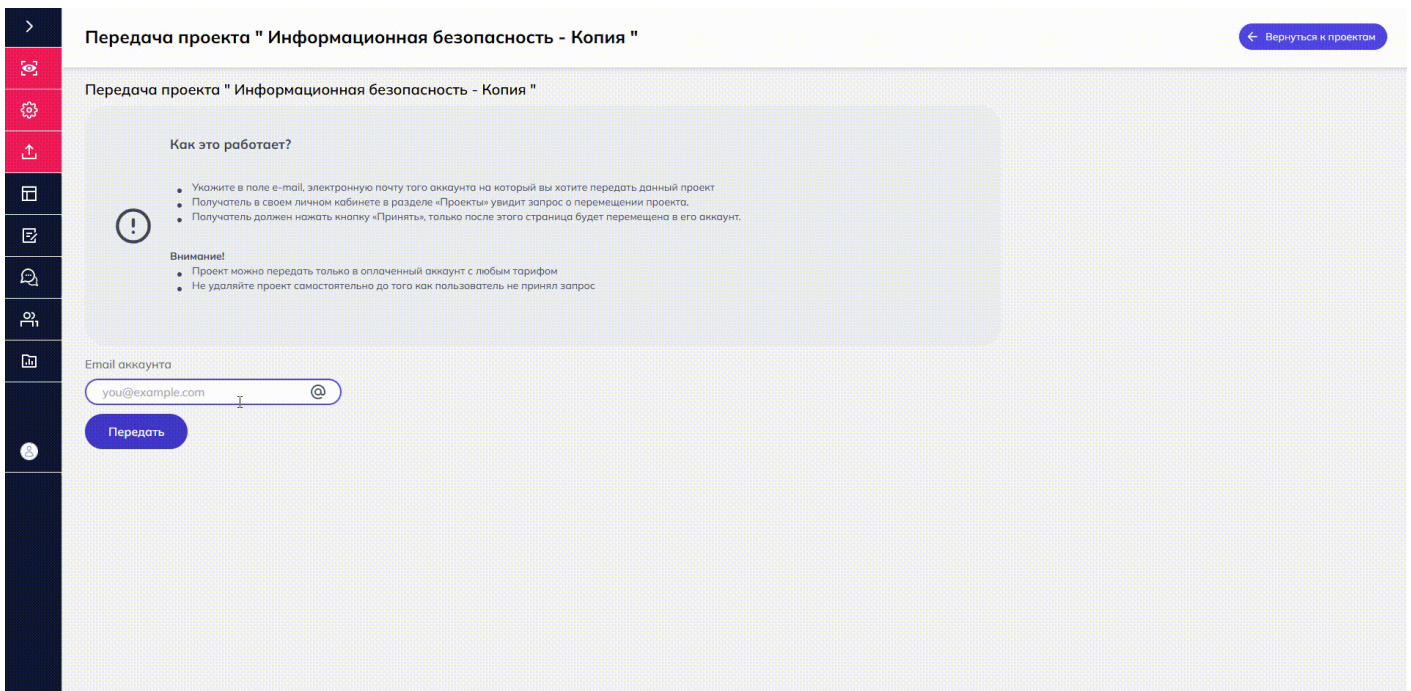 Передача проекта " Информационная безопасность - Копия "
← Вернуться к проектам
Передача проекта " Информационная безопасность - Копия "
Как это работает?
• Укажите в поле e-mail, электронную почту того аккаунта на который вы хотите передать данный проект
• Получатель в своем личном кабинете в разделе «Проекты» увидит запрос о перемещении проекта.
• Получатель должен нажать кнопку «Принять», только после этого страница будет перемещена в его аккаунт.
Внимание!
• Проект можно передать только в оплаченный аккаунт с любым тарифом
• Не удаляйте проект самостоятельно до того как пользователь не принял запрос
Email аккаунта
you@example.com @
Передать